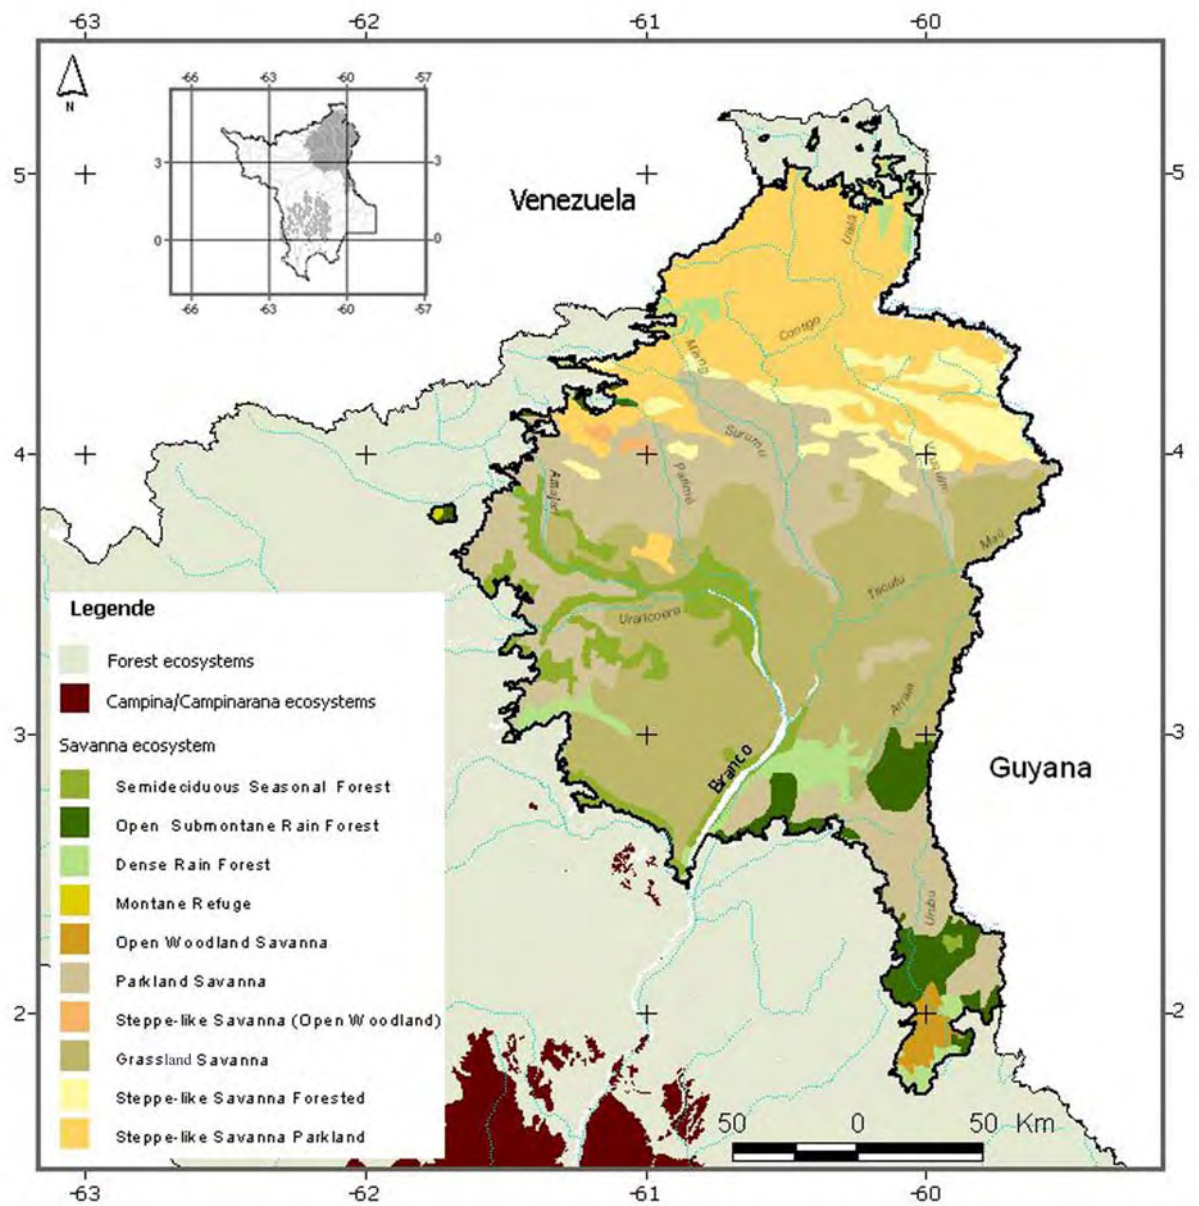 -63 -62 -61 -60
N
-66 -63 -60 -57
3 3
0 0
-66 -63 -60 -57
5 5
Venezuela
Uailã
Contigo
Miang
Surumu
4 4
Parimé
Amajari
Maú
Tacutu
Uraricoera
Legende
Forest ecosystems
Campina/Campinarana ecosystems
Savanna ecosystem
Semideciduous Seasonal Forest
Open Submontane Rain Forest
Dense Rain Forest
Montane Refuge
Open Woodland Savanna
Parkland Savanna
Steppe-like Savanna (Open Woodland)
Grassland Savanna
Steppe-like Savanna Forested
Steppe-like Savanna Parkland
Arraia
3 3
Branco
Guyana
Urubu
2 2
50 0 50 Km
-63 -62 -61 -60